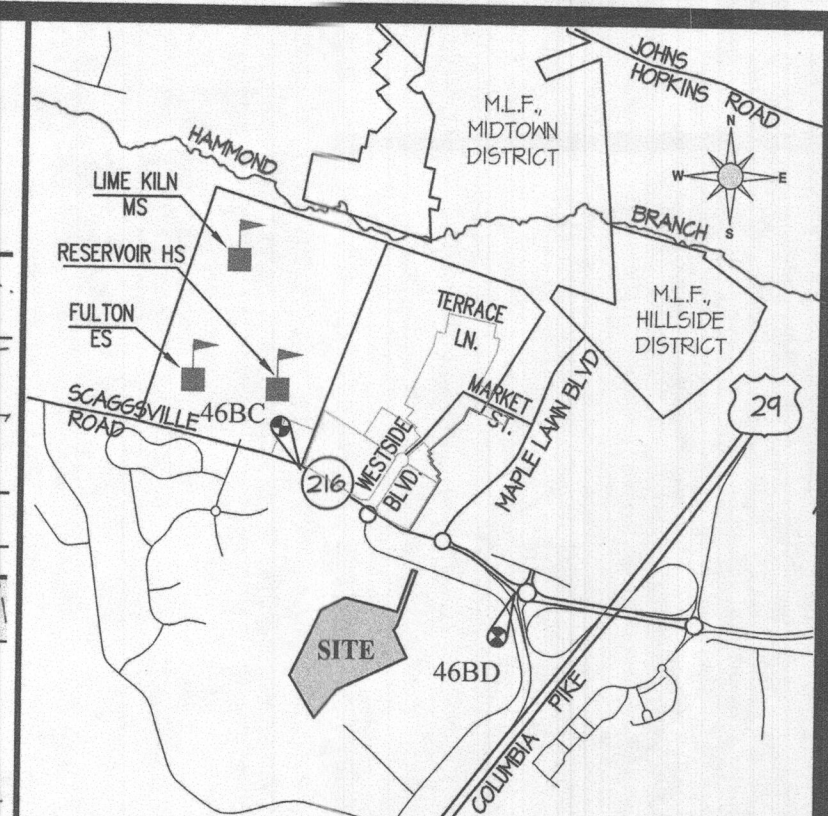 JOHNS
HOPKINS ROAD
M.L.F.,
MIDTOWN
DISTRICT
N
W
E
S
HAMMOND
BRANCH
LIME KILN
MS
RESERVOIR HS
FULTON
ES
TERRACE
LN.
M.L.F.,
HILLSIDE
DISTRICT
SCAGGSVILLE
ROAD
46BC
MARKET
ST.
29
WESTSIDE
BLVD
MAPLE LAWN BLVD.
216
SITE
46BD
COLUMBIA PIKE